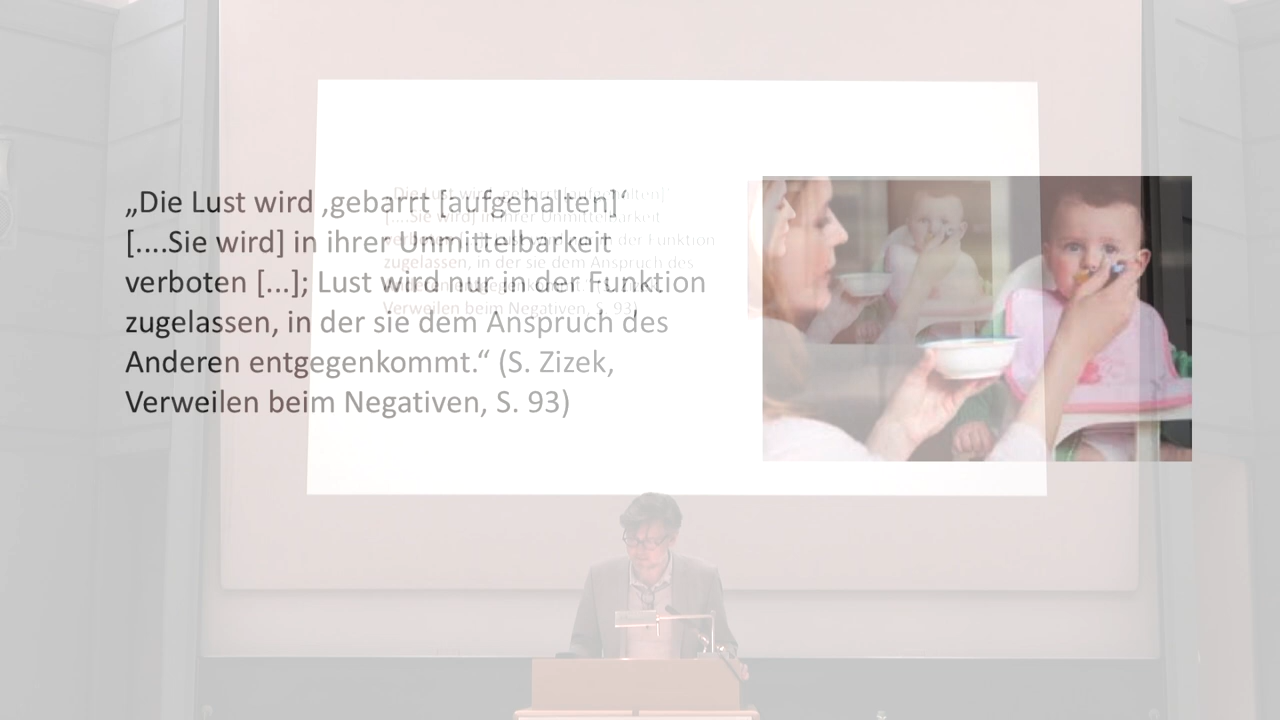 „Die Lust wird ‚gebarrt [aufgehalten]‘
[....Sie wird] in ihrer Unmittelbarkeit
verboten [...]; Lust wird nur in der Funktion
zugelassen, in der sie dem Anspruch des
Anderen entgegenkommt.“ (S. Zizek,
Verweilen beim Negativen, S. 93)